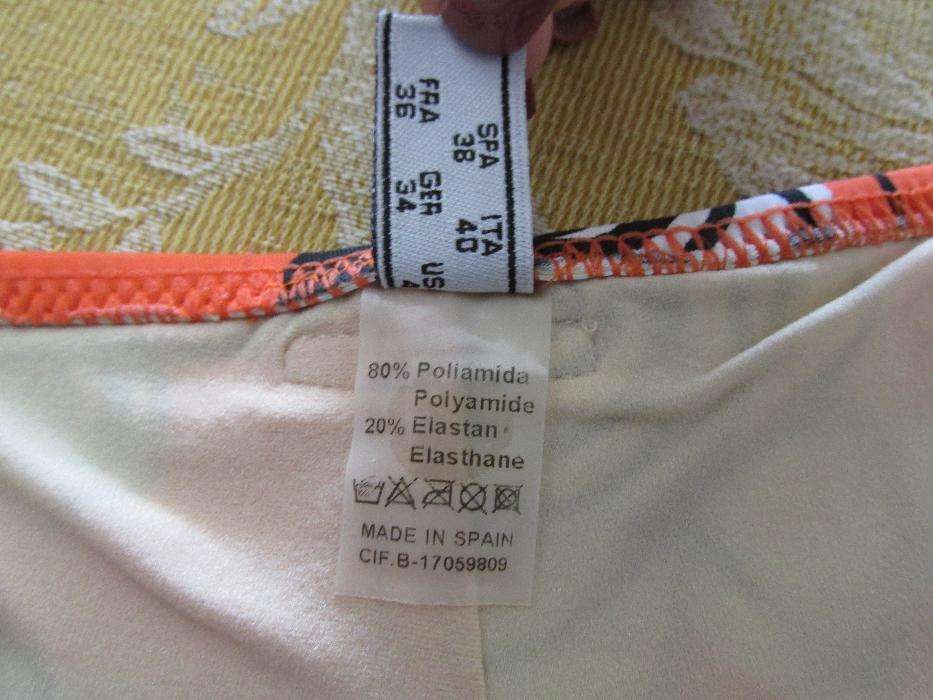 SPA ITA
38 40
FRA GER US
36 34
80% Poliamida
Polyamide
20% Elastan
Elasthane
MADE IN SPAIN
CIF.B-17059809